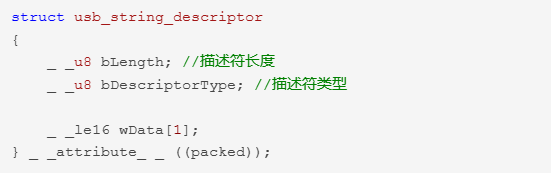 struct usb_string_descriptor
{
_ _u8 bLength; //描述符长度
_ _u8 bDescriptorType; //描述符类型
_ _le16 wData[1];
} _ _attribute_ _ ((packed));